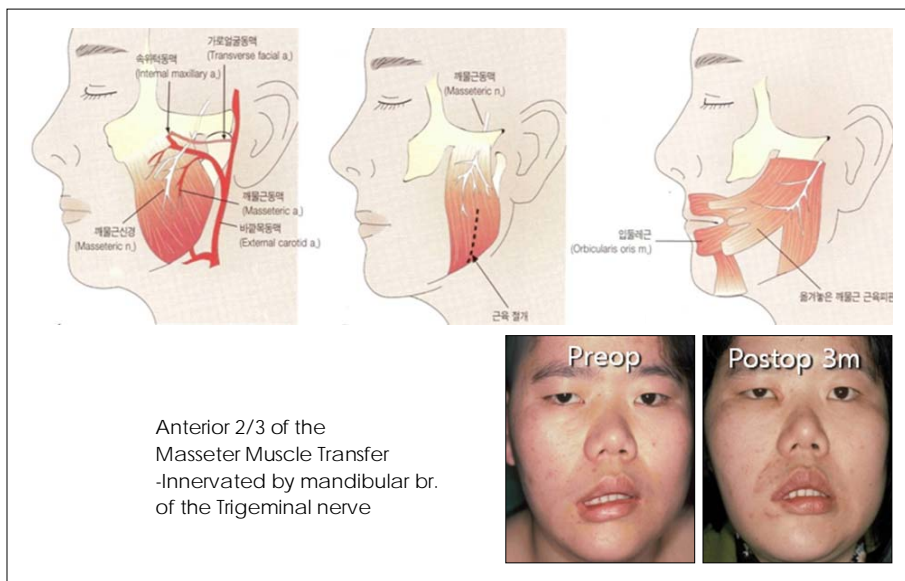 가로얼굴동맥
(Transverse facial a,)
속위턱동맥
(Internal maxillary a,)
깨물근동맥
(Masseteric a,)
깨물근신경
(Masseteric n,)
바깥목동맥
(External carotid a,)
깨물근동맥
(Masseteric n,)
근육 절개
입둘레근
(Orbicularis oris m,)
옮겨놓은 깨물근 근육피판
Preop
Postop 3m
Anterior 2/3 of the
Masseter Muscle Transfer
-Innervated by mandibular br.
of the Trigeminal nerve